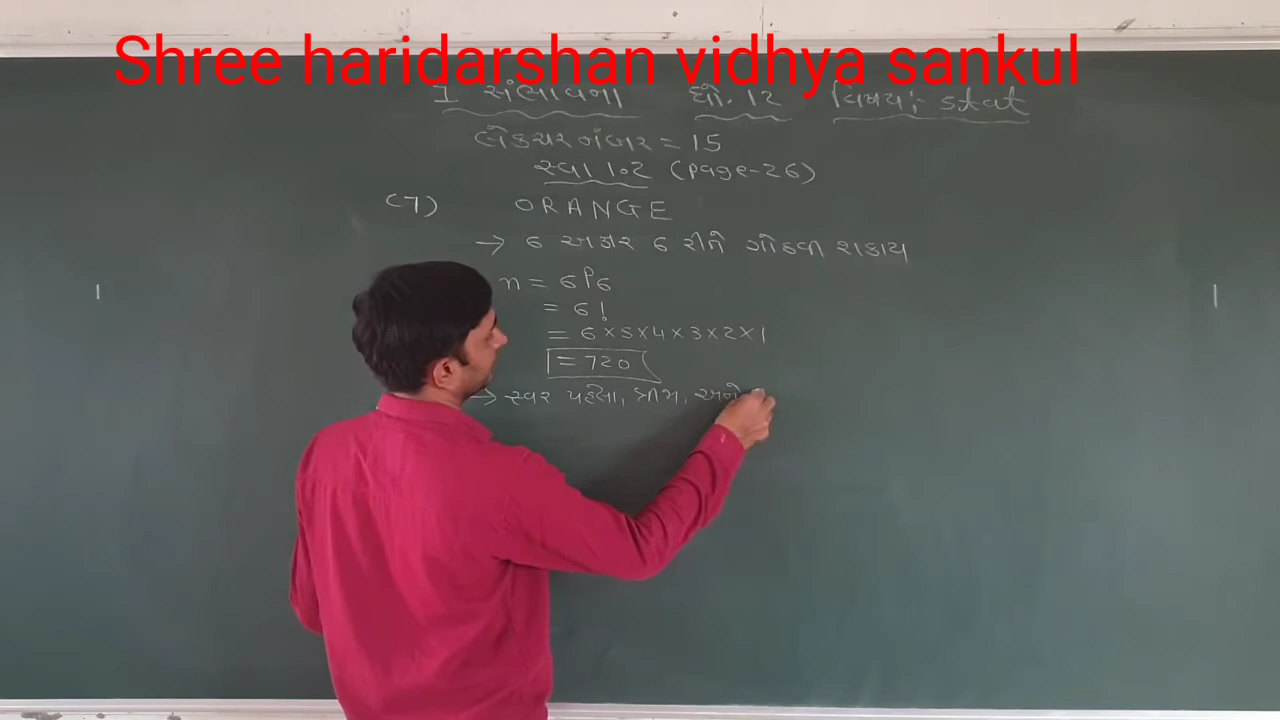 Shree haridarshan vidhya sankul
1 સંભાવના ધો. 12 વિષય:- stat
લેકચર નંબર = 15
સ્વા 1.2 (page-26)
(7) ORANGE
→ 6 અક્ષર 6 રીતે ગોઠવી શકાય
n = 6P6
= 6!
= 6×5×4×3×2×1
= 720
→ સ્વર પહેલા, ત્રીજા, અને